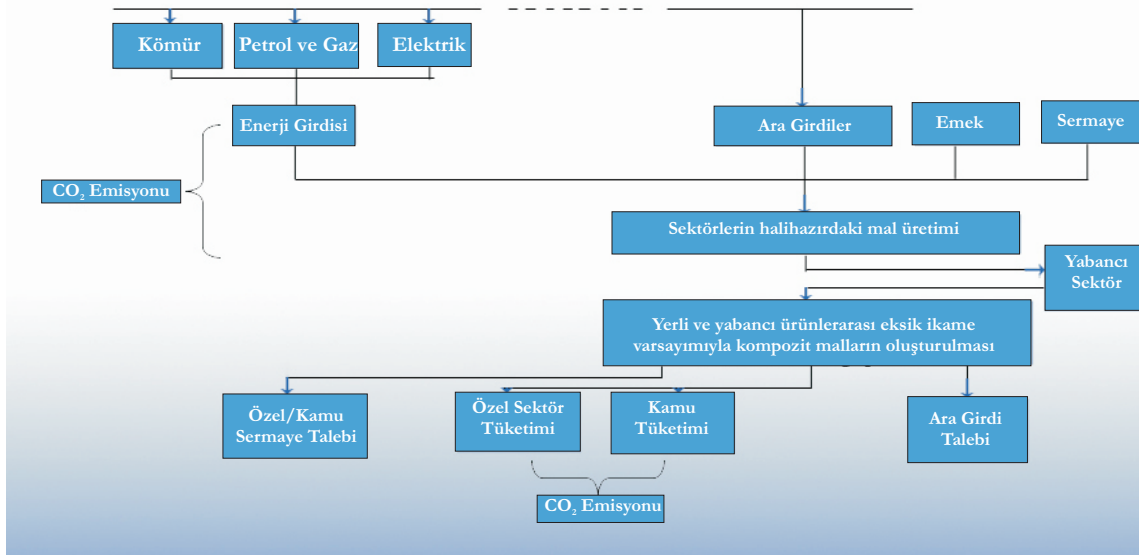 Kömür
Petrol ve Gaz
Elektrik
Enerji Girdisi
Ara Girdiler
Emek
Sermaye
CO₂ Emisyonu
Sektörlerin halihazırdaki mal üretimi
Yabancı
Sektör
Yerli ve yabancı ürünlerarası eksik ikame
varsayımıyla kompozit malların oluşturulması
Özel/Kamu
Sermaye Talebi
Özel Sektör
Tüketimi
Kamu
Tüketimi
Ara Girdi
Talebi
CO₂ Emisyonu